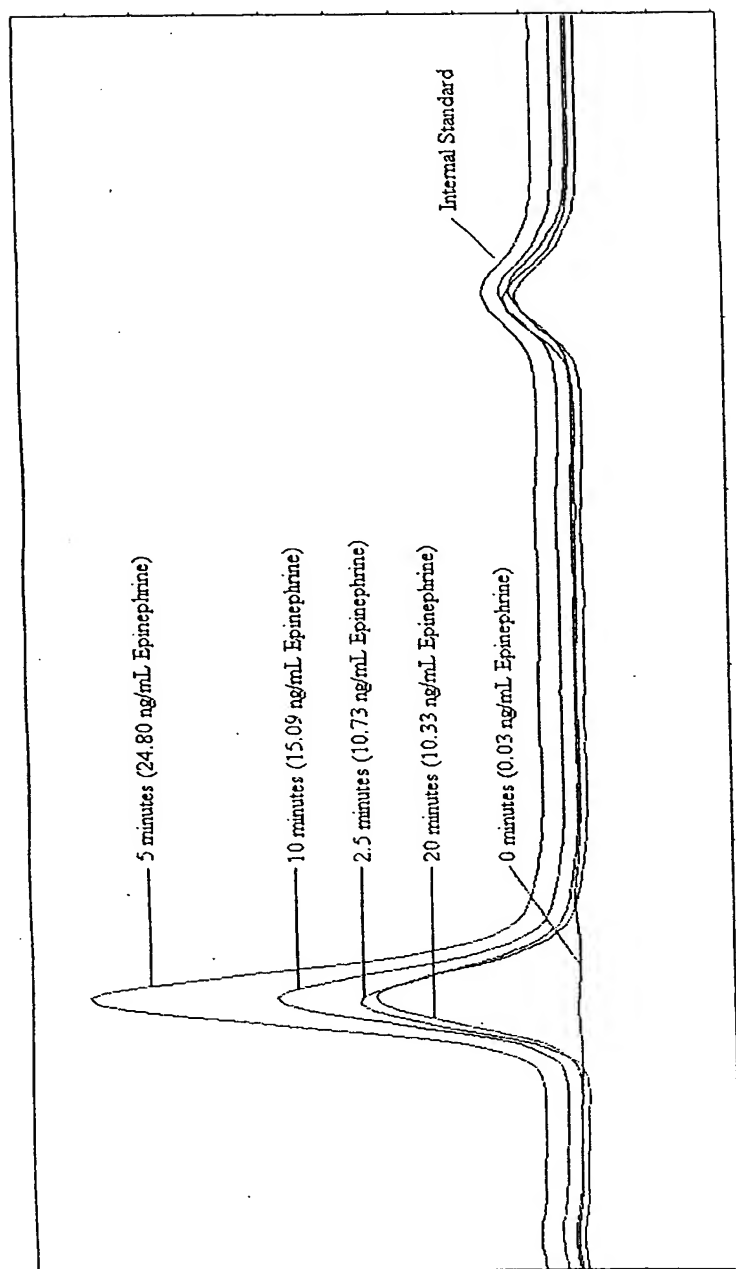 5 minutes (24.80 ng/mL Epinephrine)
10 minutes (15.09 ng/mL Epinephrine)
2.5 minutes (10.73 ng/mL Epinephrine)
20 minutes (10.33 ng/mL Epinephrine)
0 minutes (0.03 ng/mL Epinephrine)
Internal Standard